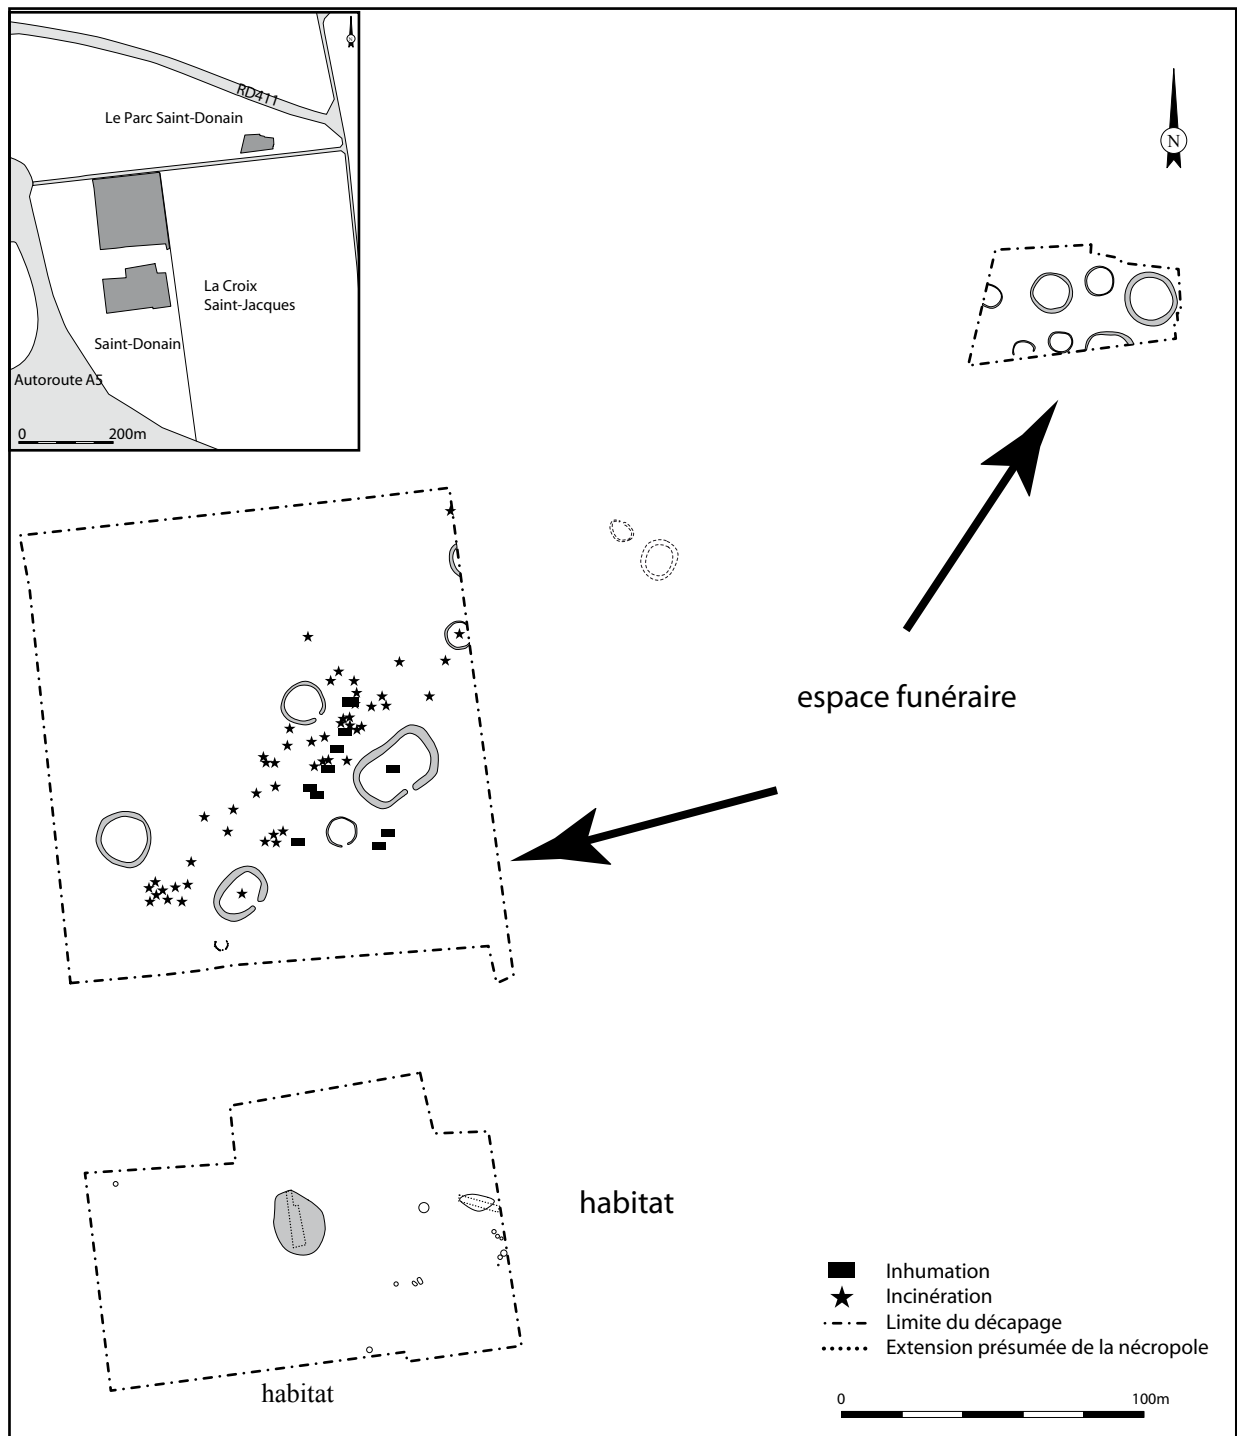 RD411
Le Parc Saint-Donain
N
La Croix
Saint-Jacques
Saint-Donain
Autoroute A5
0 200m
N
espace funéraire
habitat
Inhumation
Incinération
Limite du décapage
Extension présumée de la nécropole
habitat
0 100m